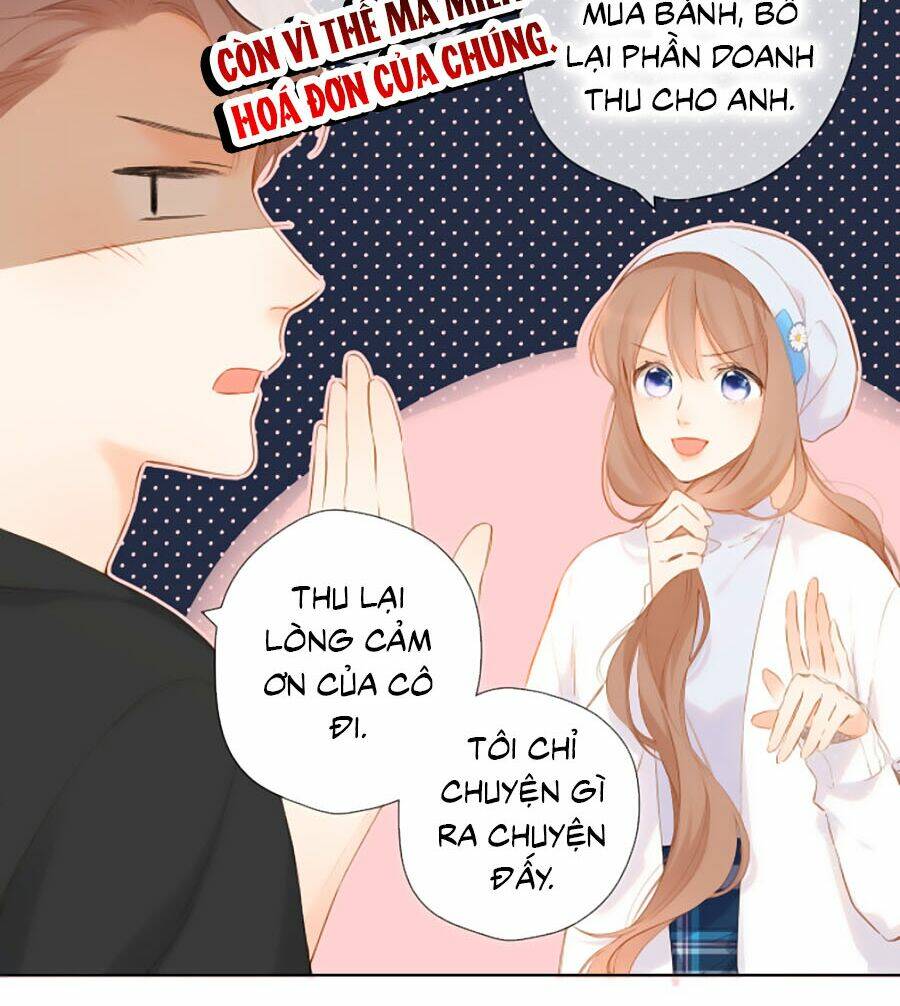 CÒN VÌ THẾ MÀ MIỄN
HOÁ ĐƠN CỦA CHÚNG.
MUA BÁNH, BÙ
LẠI PHẦN DOANH
THU CHO ANH.
THU LẠI
LÒNG CẢM
ƠN CỦA CÔ
ĐI.
TÔI CHỈ
CHUYỆN GÌ
RA CHUYỆN
ĐẤY.